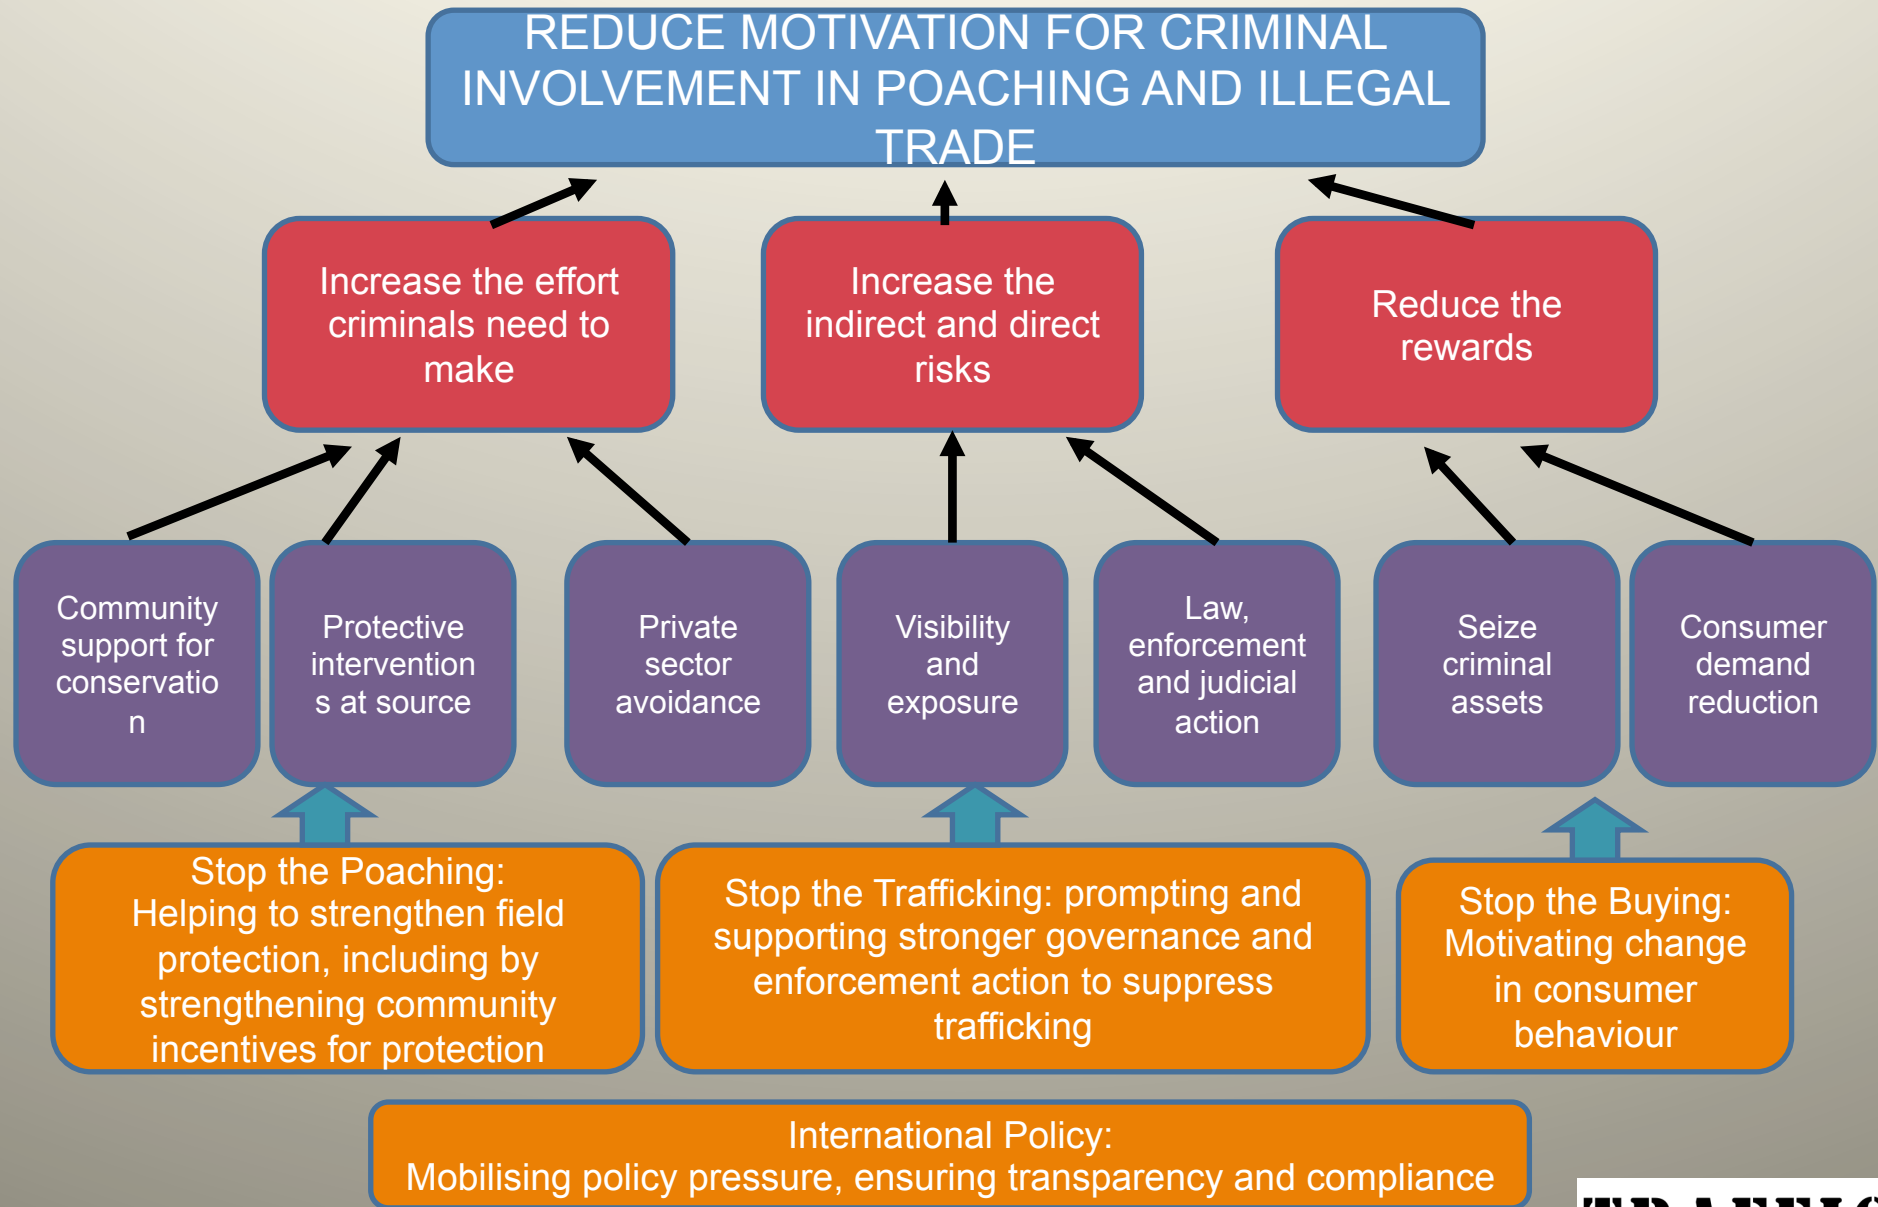 REDUCE MOTIVATION FOR CRIMINAL
INVOLVEMENT IN POACHING AND ILLEGAL
TRADE
Increase the effort
criminals need to
make
Increase the
indirect and direct
risks
Reduce the
rewards
Community
support for
conservatio
n
Protective
intervention
s at source
Private
sector
avoidance
Visibility
and
exposure
Law,
enforcement
and judicial
action
Seize
criminal
assets
Consumer
demand
reduction
Stop the Poaching:
Helping to strengthen field
protection, including by
strengthening community
incentives for protection
Stop the Trafficking: prompting and
supporting stronger governance and
enforcement action to suppress
trafficking
Stop the Buying:
Motivating change
in consumer
behaviour
International Policy:
Mobilising policy pressure, ensuring transparency and compliance